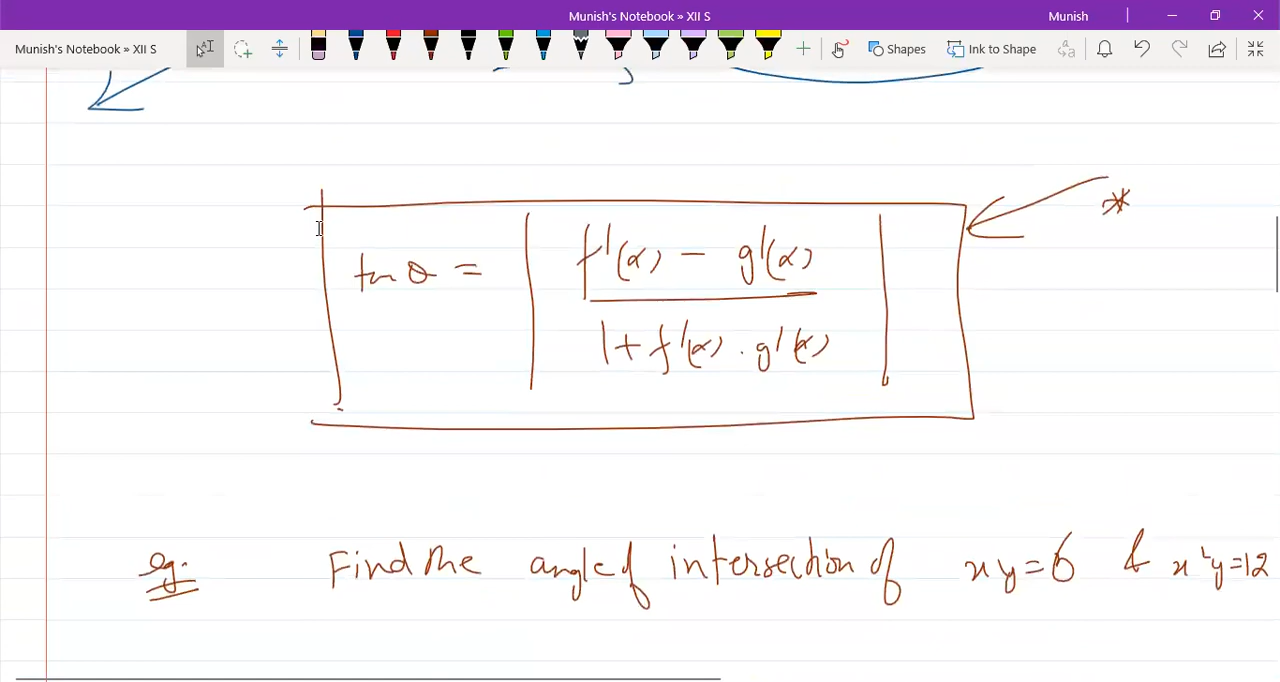 Munish's Notebook » XII S
Munish
Munish's Notebook » XII S
Shapes
Ink to Shape
*
tan θ = | f'(α) − g'(α)
1 + f'(α) . g'(α) |
eg. Find the angle of intersection of xy=6 & x²y=12